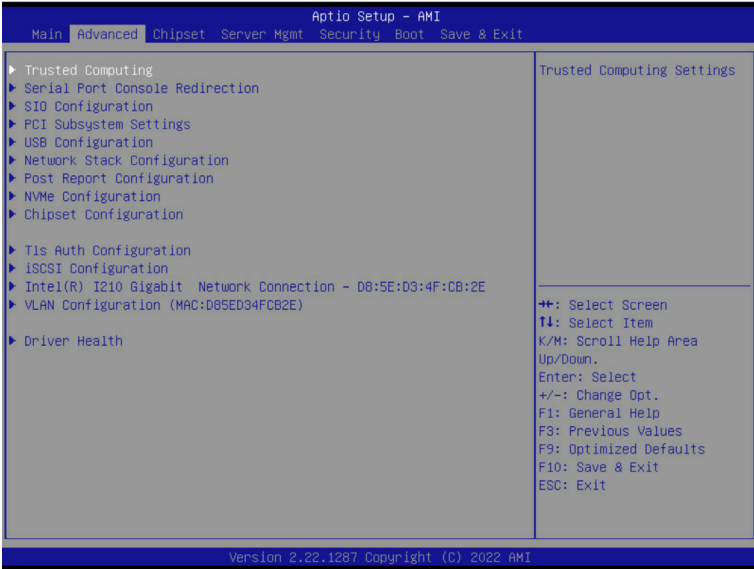 Aptio Setup – AMI
Main Advanced Chipset Server Mgmt Security Boot Save & Exit
Trusted Computing
Serial Port Console Redirection
SIO Configuration
PCI Subsystem Settings
USB Configuration
Network Stack Configuration
Post Report Configuration
NVMe Configuration
Chipset Configuration
Tls Auth Configuration
iSCSI Configuration
Intel(R) I210 Gigabit  Network Connection – D8:5E:D3:4F:CB:2E
VLAN Configuration (MAC:D85ED34FCB2E)
Driver Health
Trusted Computing Settings
→←: Select Screen
↑↓: Select Item
K/M: Scroll Help Area
Up/Down.
Enter: Select
+/-: Change Opt.
F1: General Help
F3: Previous Values
F9: Optimized Defaults
F10: Save & Exit
ESC: Exit
Version 2.22.1287 Copyright (C) 2022 AMI